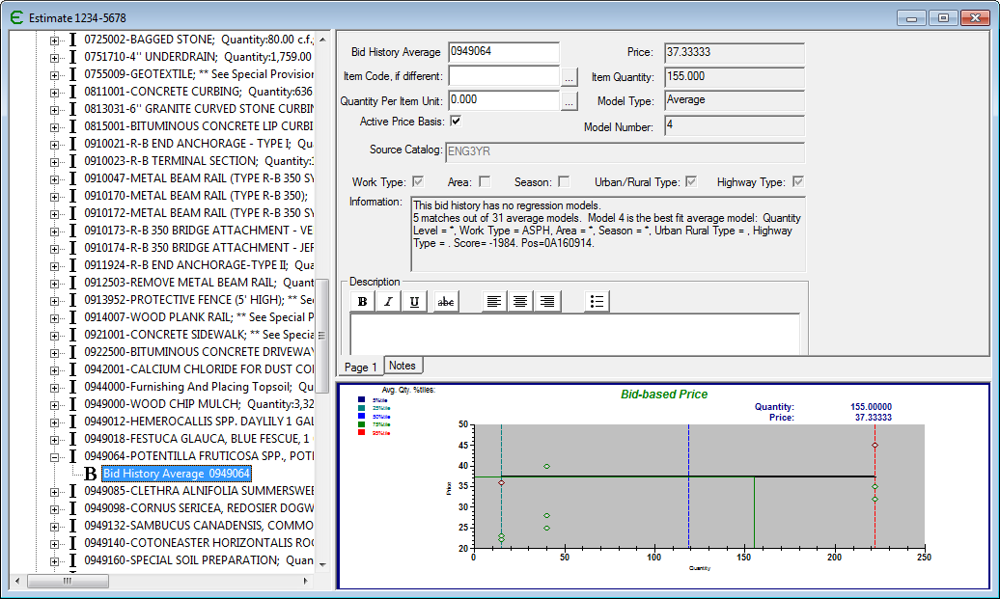 Estimate 1234-5678
0725002-BAGGED STONE;  Quantity:80.00 c.f.,
0751710-4'' UNDERDRAIN;  Quantity:1,759.00
0755009-GEOTEXTILE; ** See Special Provision
0811001-CONCRETE CURBING;  Quantity:636
0813031-6'' GRANITE CURVED STONE CURBIN
0815001-BITUMINOUS CONCRETE LIP CURBI
0910021-R-B END ANCHORAGE - TYPE I;  Qu
0910023-R-B TERMINAL SECTION;  Quantity:
0910047-METAL BEAM RAIL (TYPE R-B 350 SY
0910170-METAL BEAM RAIL (TYPE R-B 350);
0910172-METAL BEAM RAIL (TYPE R-B 350 SY
0910173-R-B 350 BRIDGE ATTACHMENT - VE
0910174-R-B 350 BRIDGE ATTACHMENT - JER
0911924-R-B END ANCHORAGE-TYPE II;  Qua
0912503-REMOVE METAL BEAM RAIL;  Quant
0913952-PROTECTIVE FENCE (5' HIGH); ** See
0914007-WOOD PLANK RAIL; ** See Special P
0921001-CONCRETE SIDEWALK; ** See Specia
0922500-BITUMINOUS CONCRETE DRIVEWAY
0942001-CALCIUM CHLORIDE FOR DUST CO
0944000-Furnishing And Placing Topsoil;  Qu
0949000-WOOD CHIP MULCH;  Quantity:3,32
0949012-HEMEROCALLIS SPP. DAYLILY 1 GAL
0949018-FESTUCA GLAUCA, BLUE FESCUE, 1
0949064-POTENTILLA FRUTICOSA SPP., POT
B Bid History Average  0949064
0949085-CLETHRA ALNIFOLIA SUMMERSWE
0949098-CORNUS SERICEA, REDOSIER DOGW
0949132-SAMBUCUS CANADENSIS, COMMO
0949140-COTONEASTER HORIZONTALIS ROC
0949160-SPECIAL SOIL PREPARATION;  Quan
Bid History Average 0949064
Price: 37.33333
Item Code, if different: ...
Item Quantity: 155.000
Quantity Per Item Unit: 0.000 ...
Model Type: Average
Active Price Basis:
Model Number: 4
Source Catalog: ENG3YR
Work Type: Area: Season: Urban/Rural Type: Highway Type:
Information:
This bid history has no regression models.
5 matches out of 31 average models.  Model 4 is the best fit average model:  Quantity
Level = *, Work Type = ASPH, Area = *, Season = *, Urban Rural Type = , Highway
Type = . Score= -1984. Pos=0A160914.
Description
B I U abc
Page 1 Notes
Avg. Qty. %tiles:
5%tile
25%tile
50%tile
75%tile
95%tile
Bid-based Price
Quantity: 155.00000
Price: 37.33333
50
45
40
35
30
25
20
Price
0 50 100 150 200 250
Quantity